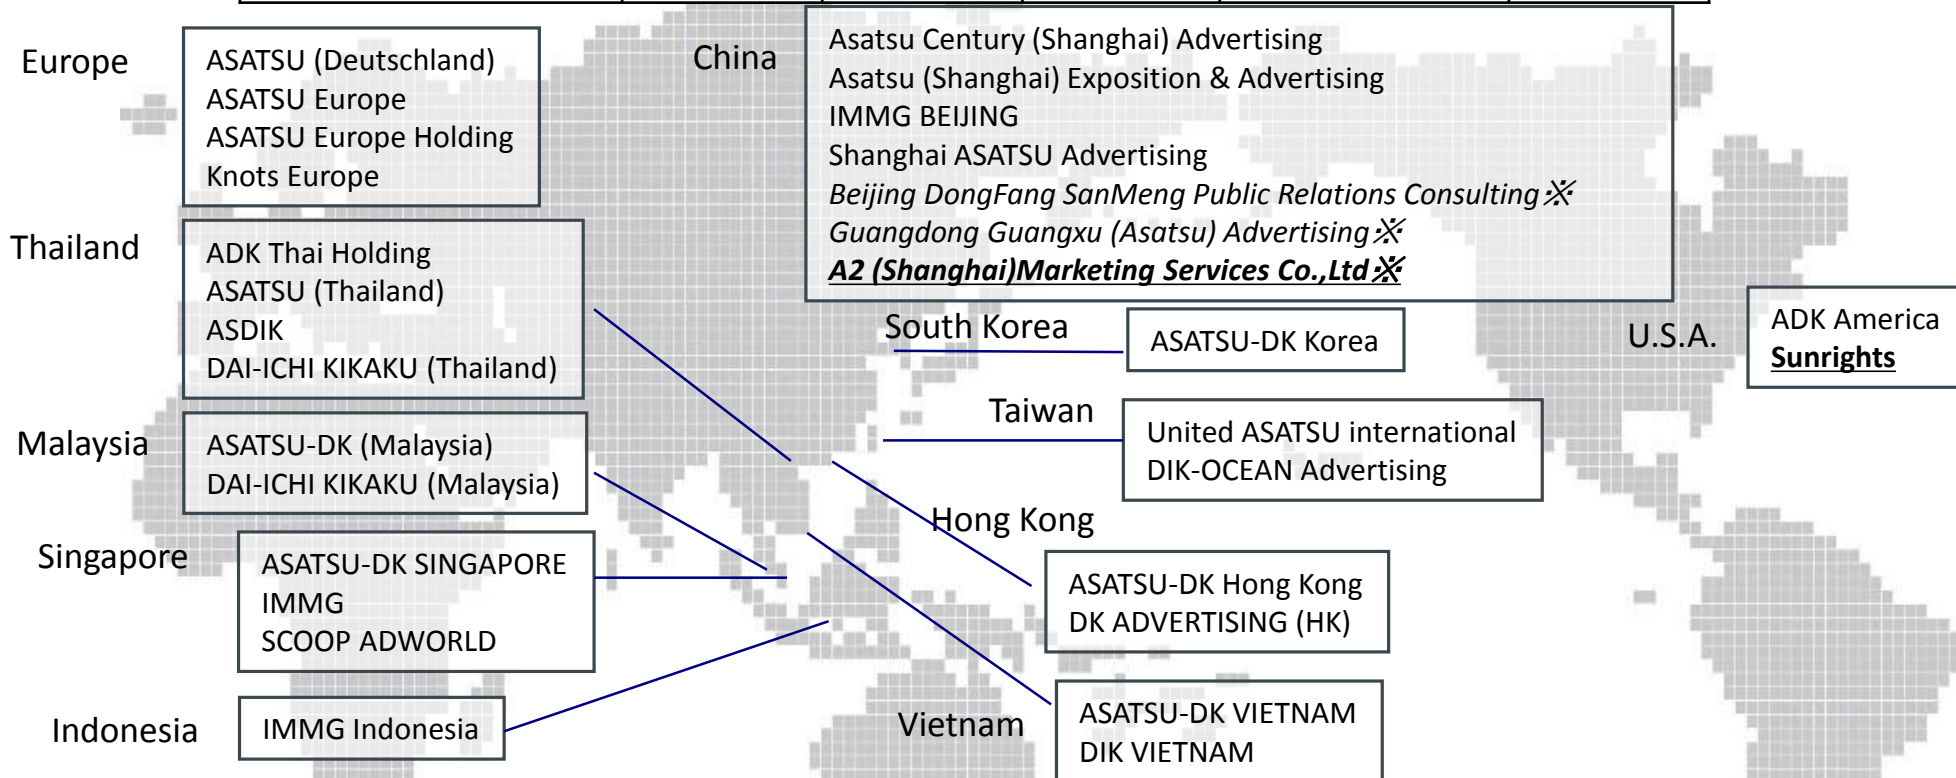 Europe
ASATSU (Deutschland)
ASATSU Europe
ASATSU Europe Holding
Knots Europe
China
Asatsu Century (Shanghai) Advertising
Asatsu (Shanghai) Exposition & Advertising
IMMG BEIJING
Shanghai ASATSU Advertising
Beijing DongFang SanMeng Public Relations Consulting※
Guangdong Guangxu (Asatsu) Advertising※
A2 (Shanghai)Marketing Services Co.,Ltd※
Thailand
ADK Thai Holding
ASATSU (Thailand)
ASDIK
DAI-ICHI KIKAKU (Thailand)
South Korea
ASATSU-DK Korea
U.S.A.
ADK America
Sunrights
Malaysia
ASATSU-DK (Malaysia)
DAI-ICHI KIKAKU (Malaysia)
Taiwan
United ASATSU international
DIK-OCEAN Advertising
Singapore
ASATSU-DK SINGAPORE
IMMG
SCOOP ADWORLD
Hong Kong
ASATSU-DK Hong Kong
DK ADVERTISING (HK)
Indonesia
IMMG Indonesia
Vietnam
ASATSU-DK VIETNAM
DIK VIETNAM